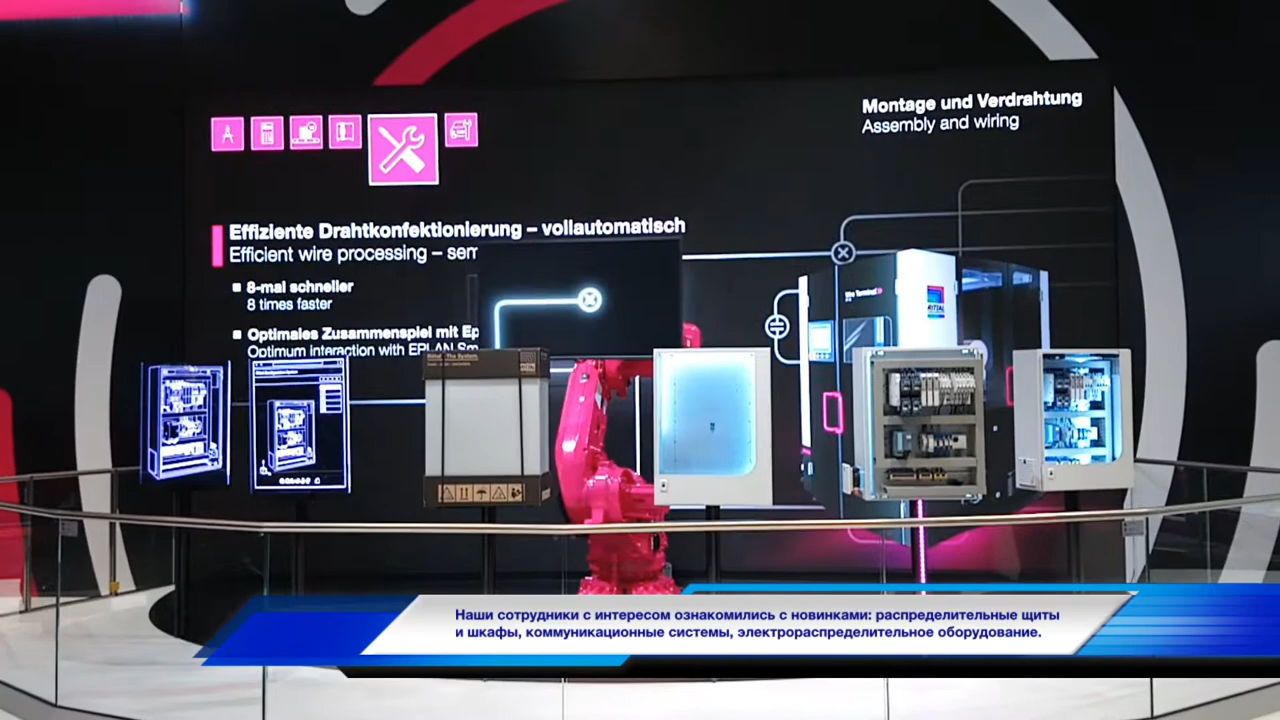 Montage und Verdrahtung
Assembly and wiring
Effiziente Drahtkonfektionierung – vollautomatisch
Efficient wire processing –
8-mal schneller
8 times faster
Optimales Zusammenspiel mit
Optimum interaction with EPLAN
RITTAL
Наши сотрудники с интересом ознакомились с новинками: распределительные щиты
и шкафы, коммуникационные системы, электрораспределительное оборудование.